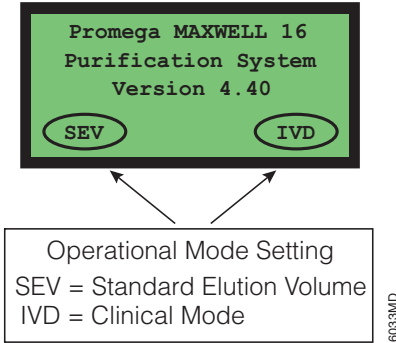 Promega MAXWELL 16
Purification System
Version 4.40
SEV IVD
Operational Mode Setting
SEV = Standard Elution Volume
IVD = Clinical Mode
6033MD